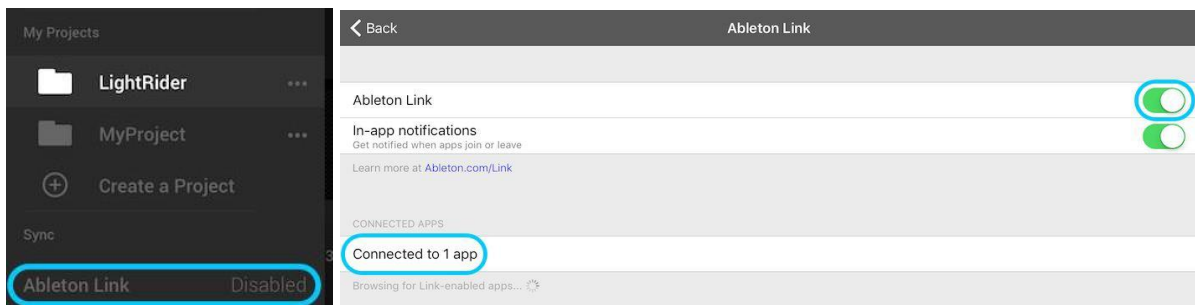 My Projects
LightRider
MyProject
Create a Project
Sync
Ableton Link Disabled
3
Back Ableton Link
Ableton Link
In-app notifications
Get notified when apps join or leave
Learn more at Ableton.com/Link
CONNECTED APPS
Connected to 1 app
Browsing for Link-enabled apps...